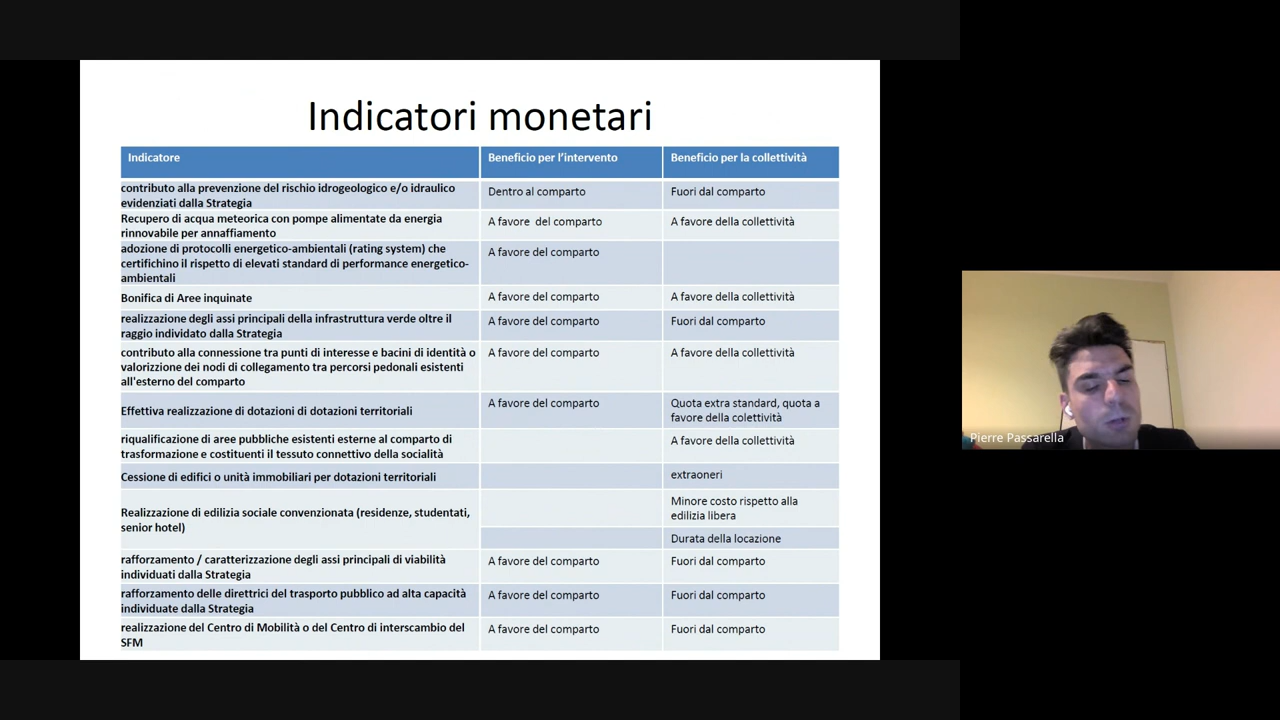 Indicatori monetari
Indicatore
Beneficio per l'intervento
Beneficio per la collettività
contributo alla prevenzione del rischio idrogeologico e/o idraulico
evidenziati dalla Strategia
Dentro al comparto
Fuori dal comparto
Recupero di acqua meteorica con pompe alimentate da energia
rinnovabile per annaffiamento
A favore del comparto
A favore della collettività
adozione di protocolli energetico-ambientali (rating system) che
certifichino il rispetto di elevati standard di performance energetico-
ambientali
A favore del comparto
Bonifica di Aree inquinate
A favore del comparto
A favore della collettività
realizzazione degli assi principali della infrastruttura verde oltre il
raggio individato dalla Strategia
A favore del comparto
Fuori dal comparto
contributo alla connessione tra punti di interesse e bacini di identità o
valorizzione dei nodi di collegamento tra percorsi pedonali esistenti
all'esterno del comparto
A favore del comparto
A favore della collettività
Effettiva realizzazione di dotazioni di dotazioni territoriali
A favore del comparto
Quota extra standard, quota a
favore della colettività
riqualificazione di aree pubbliche esistenti esterne al comparto di
trasformazione e costituenti il tessuto connettivo della socialità
A favore della collettività
Cessione di edifici o unità immobiliari per dotazioni territoriali
extraoneri
Realizzazione di edilizia sociale convenzionata (residenze, studentati,
senior hotel)
Minore costo rispetto alla
edilizia libera
Durata della locazione
rafforzamento / caratterizzazione degli assi principali di viabilità
individuati dalla Strategia
A favore del comparto
Fuori dal comparto
rafforzamento delle direttrici del trasporto pubblico ad alta capacità
individuate dalla Strategia
A favore del comparto
Fuori dal comparto
realizzazione del Centro di Mobilità o del Centro di interscambio del
SFM
A favore del comparto
Fuori dal comparto
Pierre Passarella